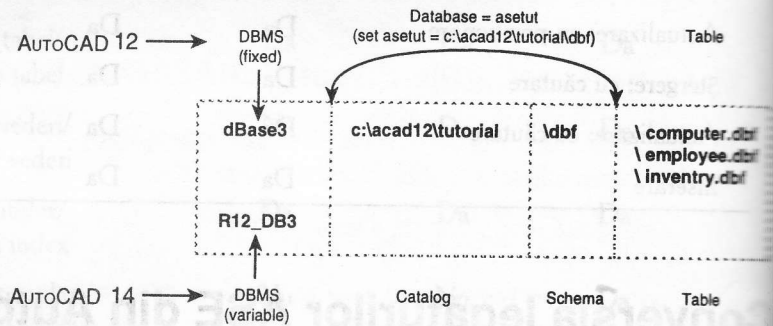 Database = asetut
AUTOCAD 12 DBMS (set asetut = c:\acad12\tutorial\dbf) Table
(fixed)
dBase3 c:\acad12\tutorial \dbf \ computer.dbf
\ employee.dbf
\ inventry.dbf
R12_DB3
AUTOCAD 14 DBMS Catalog Schema Table
(variable)